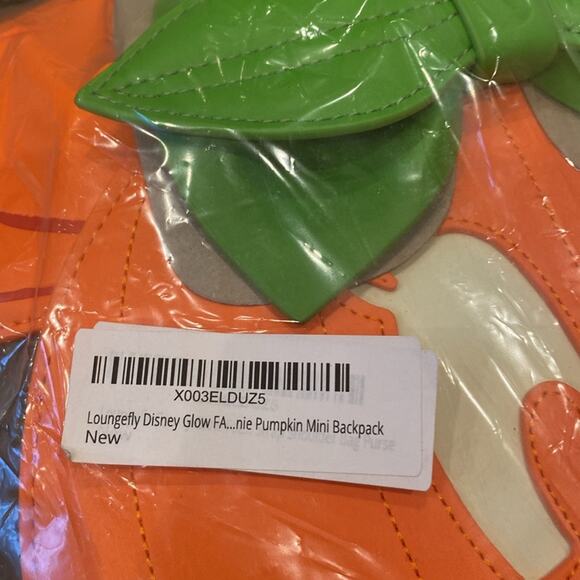 X003ELDUZ5
Loungefly Disney Glow FA...nie Pumpkin Mini Backpack
New